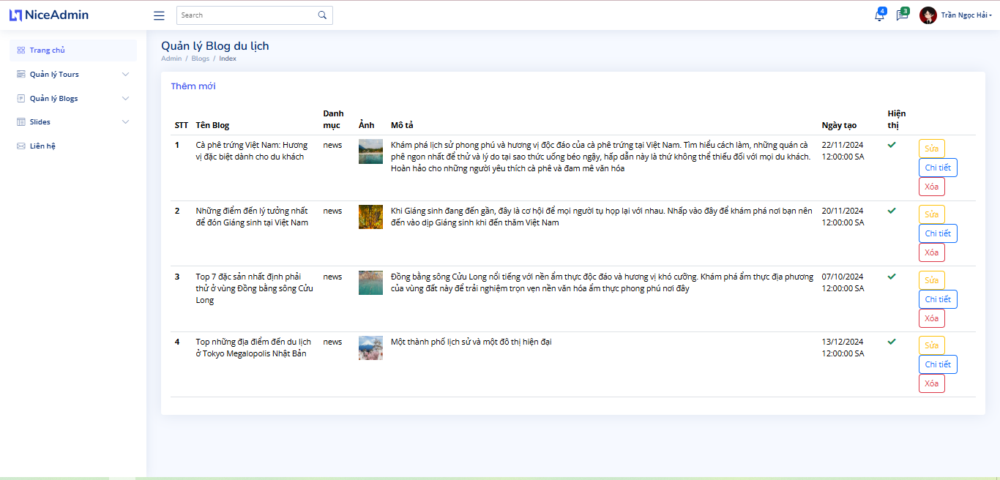 NiceAdmin
Search
4
3
Trần Ngọc Hải
Trang chủ
Quản lý Tours
Quản lý Blogs
Slides
Liên hệ
Quản lý Blog du lịch
Admin / Blogs / Index
Thêm mới
STT Tên Blog Danh mục Ảnh Mô tả Ngày tạo Hiện thị
1 Cà phê trứng Việt Nam: Hương news Khám phá lịch sử phong phú và hương vị độc đáo của cà phê trứng tại Việt Nam. Tìm hiểu cách làm, những quán cà 22/11/2024 Sửa
vị đặc biệt dành cho du khách phê ngon nhất để thử và lý do tại sao thức uống béo ngậy, hấp dẫn này là thứ không thể thiếu đối với mọi du khách. 12:00:00 SA
Hoàn hảo cho những người yêu thích cà phê và đam mê văn hóa Chi tiết
Xóa
2 Những điểm đến lý tưởng nhất news Khi Giáng sinh đang đến gần, đây là cơ hội để mọi người tụ họp lại với nhau. Nhấp vào đây để khám phá nơi bạn nên 20/11/2024 Sửa
để đón Giáng sinh tại Việt Nam đến vào dịp Giáng sinh khi đến thăm Việt Nam 12:00:00 SA
Chi tiết
Xóa
3 Top 7 đặc sản nhất định phải news Đồng bằng sông Cửu Long nổi tiếng với nền ẩm thực độc đáo và hương vị khó cưỡng. Khám phá ẩm thực địa phương 07/10/2024 Sửa
thử ở vùng Đồng bằng sông Cửu của vùng đất này để trải nghiệm trọn vẹn nền văn hóa ẩm thực phong phú nơi đây 12:00:00 SA
Long Chi tiết
Xóa
4 Top những địa điểm đến du lịch news Một thành phố lịch sử và một đô thị hiện đại 13/12/2024 Sửa
ở Tokyo Megalopolis Nhật Bản 12:00:00 SA
Chi tiết
Xóa